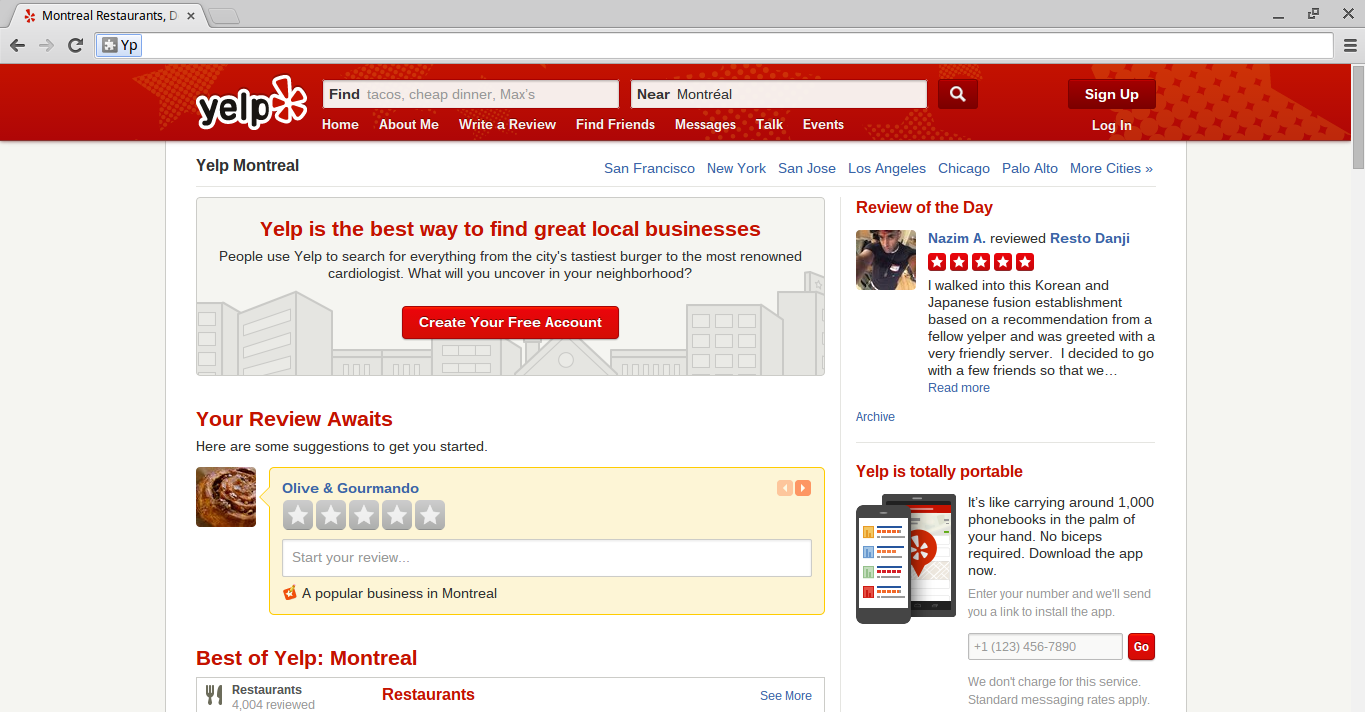 Montreal Restaurants, D
Yp
yelp
Find tacos, cheap dinner, Max's
Near Montréal
Sign Up
Home About Me Write a Review Find Friends Messages Talk Events
Log In
Yelp Montreal
San Francisco New York San Jose Los Angeles Chicago Palo Alto More Cities »
Yelp is the best way to find great local businesses
People use Yelp to search for everything from the city's tastiest burger to the most renowned
cardiologist. What will you uncover in your neighborhood?
Create Your Free Account
Your Review Awaits
Here are some suggestions to get you started.
Olive & Gourmando
Start your review...
A popular business in Montreal
Best of Yelp: Montreal
Restaurants
4,004 reviewed
Restaurants
See More
Review of the Day
Nazim A. reviewed Resto Danji
I walked into this Korean and
Japanese fusion establishment
based on a recommendation from a
fellow yelper and was greeted with a
very friendly server.  I decided to go
with a few friends so that we…
Read more
Archive
Yelp is totally portable
It's like carrying around 1,000
phonebooks in the palm of
your hand. No biceps
required. Download the app
now.
Enter your number and we'll send
you a link to install the app.
+1 (123) 456-7890
Go
We don't charge for this service.
Standard messaging rates apply.